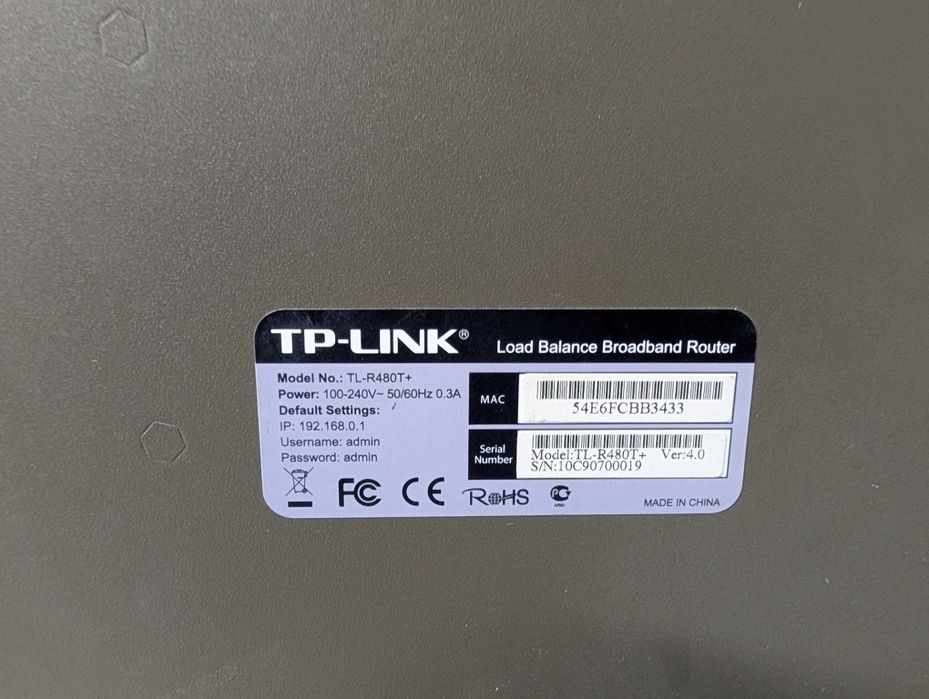 TP-LINK®
Load Balance Broadband Router
Model No.: TL-R480T+
Power: 100-240V~ 50/60Hz 0.3A
Default Settings:
IP: 192.168.0.1
Username: admin
Password: admin
MAC
54E6FCBB3433
Serial
Number
Model:TL-R480T+ Ver:4.0
S/N:10C90700019
FC CE RoHS
MADE IN CHINA